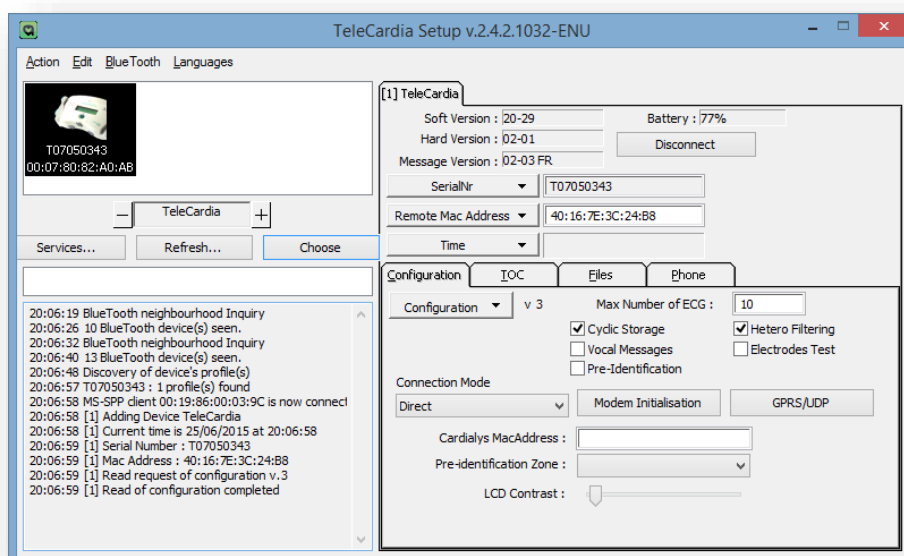 TeleCardia Setup v.2.4.2.1032-ENU
Action Edit BlueTooth Languages
T07050343
00:07:80:82:A0:AB
TeleCardia
Services...
Refresh...
Choose
20:06:19 BlueTooth neighbourhood Inquiry
20:06:26 10 BlueTooth device(s) seen.
20:06:32 BlueTooth neighbourhood Inquiry
20:06:40 13 BlueTooth device(s) seen.
20:06:48 Discovery of device's profile(s)
20:06:57 T07050343 : 1 profile(s) found
20:06:58 MS-SPP client 00:19:86:00:03:9C is now connect
20:06:58 [1] Adding Device TeleCardia
20:06:58 [1] Current time is 25/06/2015 at 20:06:58
20:06:59 [1] Serial Number : T07050343
20:06:59 [1] Mac Address : 40:16:7E:3C:24:B8
20:06:59 [1] Read request of configuration v.3
20:06:59 [1] Read of configuration completed
[1] TeleCardia
Soft Version : 20-29 Battery : 77%
Hard Version : 02-01
Disconnect
Message Version : 02-03 FR
SerialNr T07050343
Remote Mac Address 40:16:7E:3C:24:B8
Time
Configuration TOC Files Phone
Configuration v 3 Max Number of ECG : 10
Cyclic Storage Hetero Filtering
Vocal Messages Electrodes Test
Pre-Identification
Connection Mode
Direct Modem Initialisation GPRS/UDP
Cardialys MacAddress :
Pre-identification Zone :
LCD Contrast :